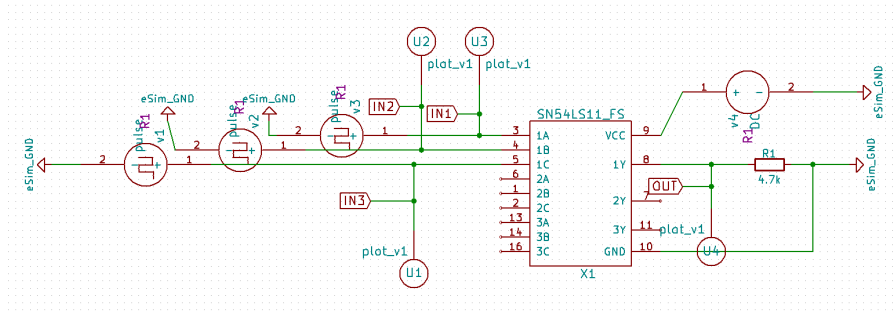 U2
U3
plot_v1
plot_v1
eSim_GND
eSim_GND
R1
R1
R1
pulse
pulse
pulse
v1
v2
v3
IN2
IN1
SN54LS11_FS
1
+
-
2
v4
DC
R1
eSim_GND
eSim_GND
2
1
2
1
2
1
3
1A
VCC
9
4
1B
5
1C
1Y
8
R1
4.7k
eSim_GND
6
2A
OUT
1
2B
2Y
7
IN3
2
2C
13
3A
3Y
11
plot_v1
14
3B
16
3C
GND
10
U4
plot_v1
U1
X1